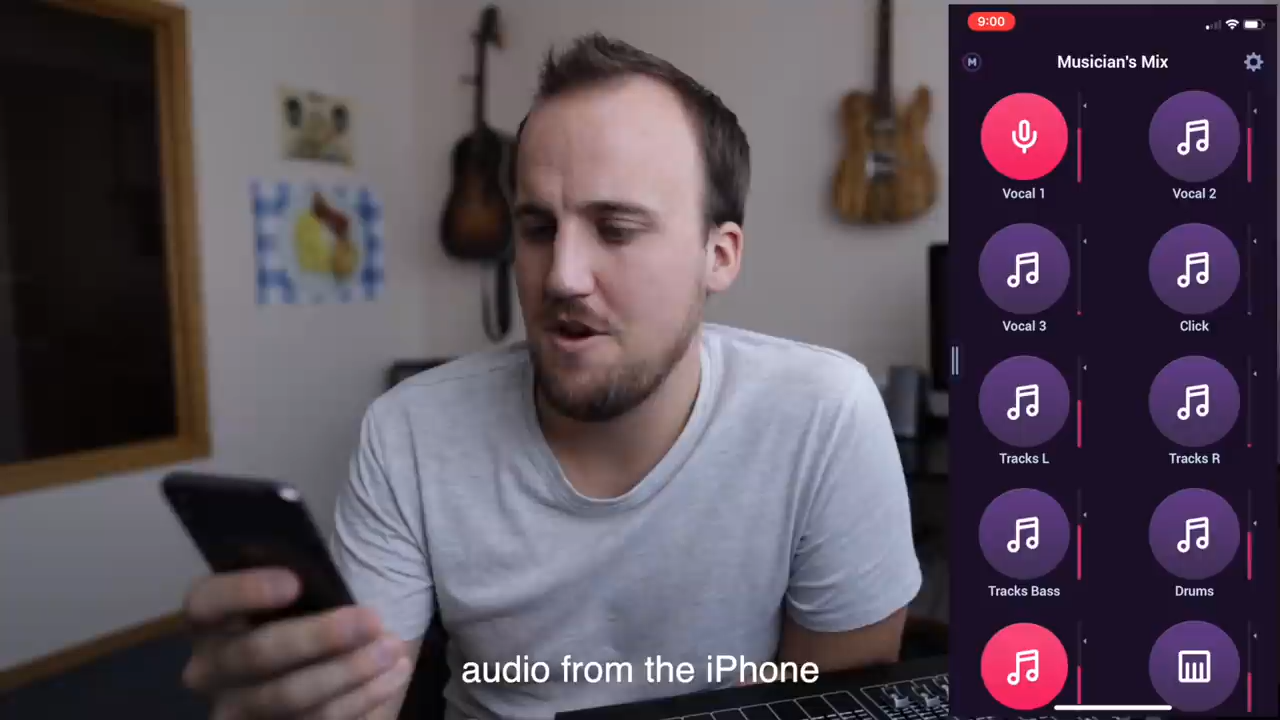 9:00
M
Musician's Mix
Vocal 1
Vocal 2
Vocal 3
Click
Tracks L
Tracks R
Tracks Bass
Drums
audio from the iPhone